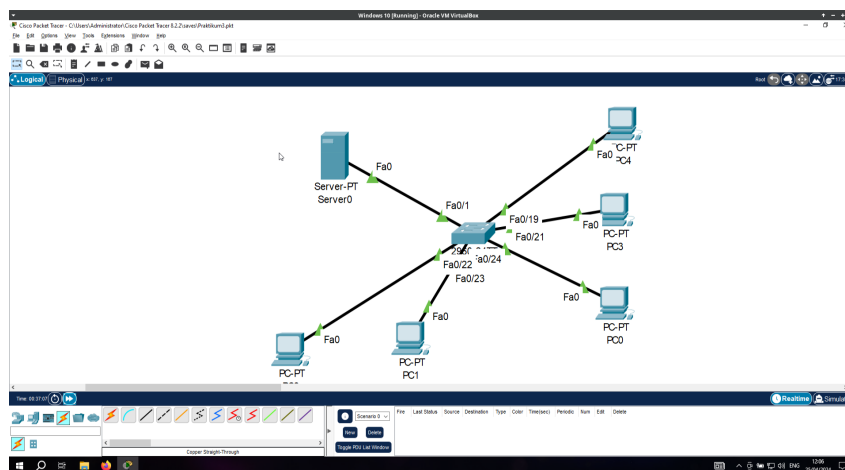 Windows 10 [Running] - Oracle VM VirtualBox
Cisco Packet Tracer - C:\Users\Administrator\Cisco Packet Tracer 8.2.2\saves\Praktikum3.pkt
File Edit Options View Tools Extensions Window Help
Logical Physical x: 637, y: 187 Root
Fa0
Server-PT
Server0
Fa0/1
Fa0
PC4
Fa0/19
Fa0/21
Fa0
PC-PT
PC3
Fa0/22
Fa0/23
Fa0
PC-PT
PC0
Fa0
PC-PT
Fa0
PC-PT
PC1
Time: 00:37:07 Realtime Simula
Scenario 0
Fire Last Status Source Destination Type Color Time(sec) Periodic Num Edit Delete
New Delete
Toggle PDU List Window
Copper Straight-Through
ENG 12:06